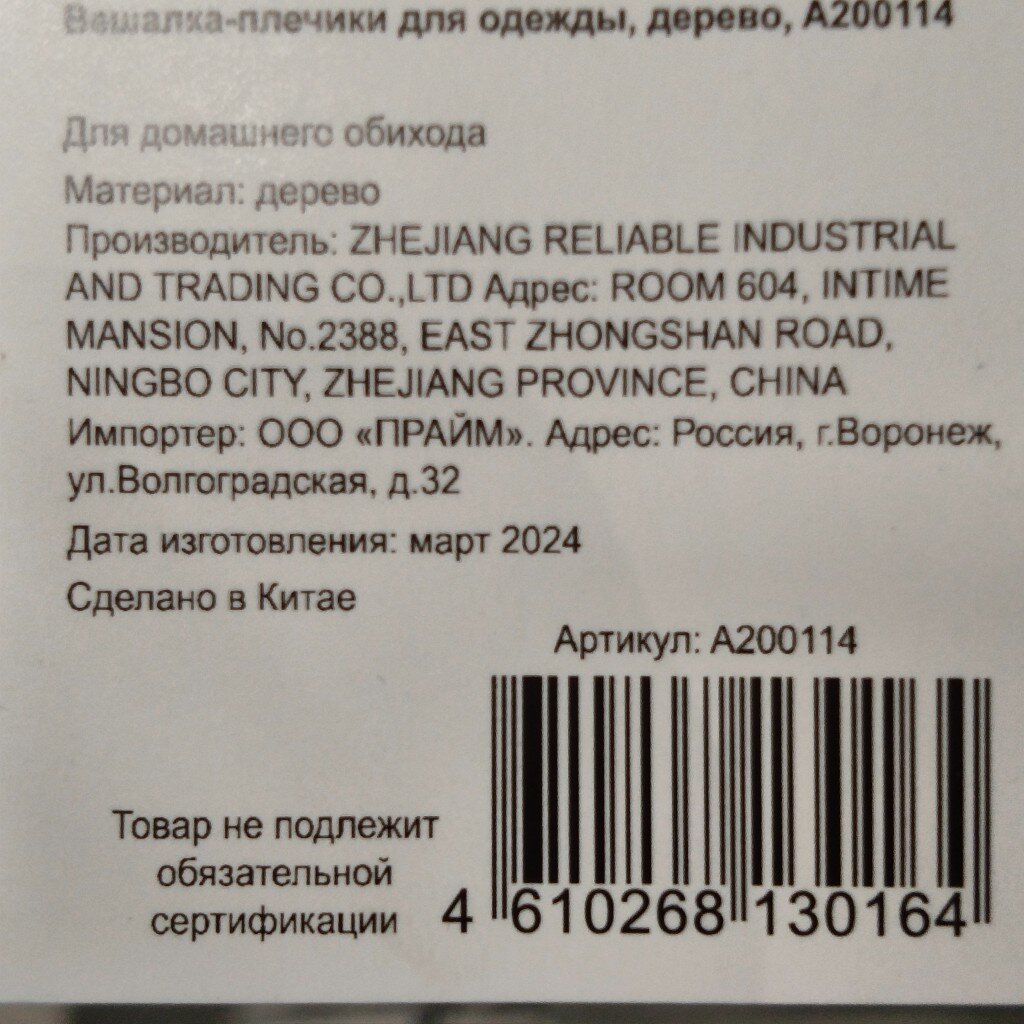 Вешалка-плечики для одежды, дерево, А200114
Для домашнего обихода
Материал: дерево
Производитель: ZHEJIANG RELIABLE INDUSTRIAL
AND TRADING CO.,LTD Адрес: ROOM 604, INTIME
MANSION, No.2388, EAST ZHONGSHAN ROAD,
NINGBO CITY, ZHEJIANG PROVINCE, CHINA
Импортер: ООО «ПРАЙМ». Адрес: Россия, г.Воронеж,
ул.Волгоградская, д.32
Дата изготовления: март 2024
Сделано в Китае
Артикул: А200114
Товар не подлежит
обязательной
сертификации
4 610268 130164